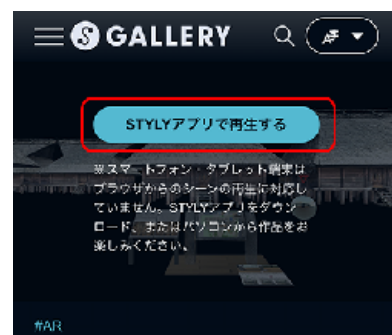 GALLERY
STYLYアプリで再生する
※スマートフォン・タブレット端末は
ブラウザからのシーンの再生に対応し
ていません。STYLYアプリをダウン
ロード、またはパソコンから作品をお
楽しみください。
#AR